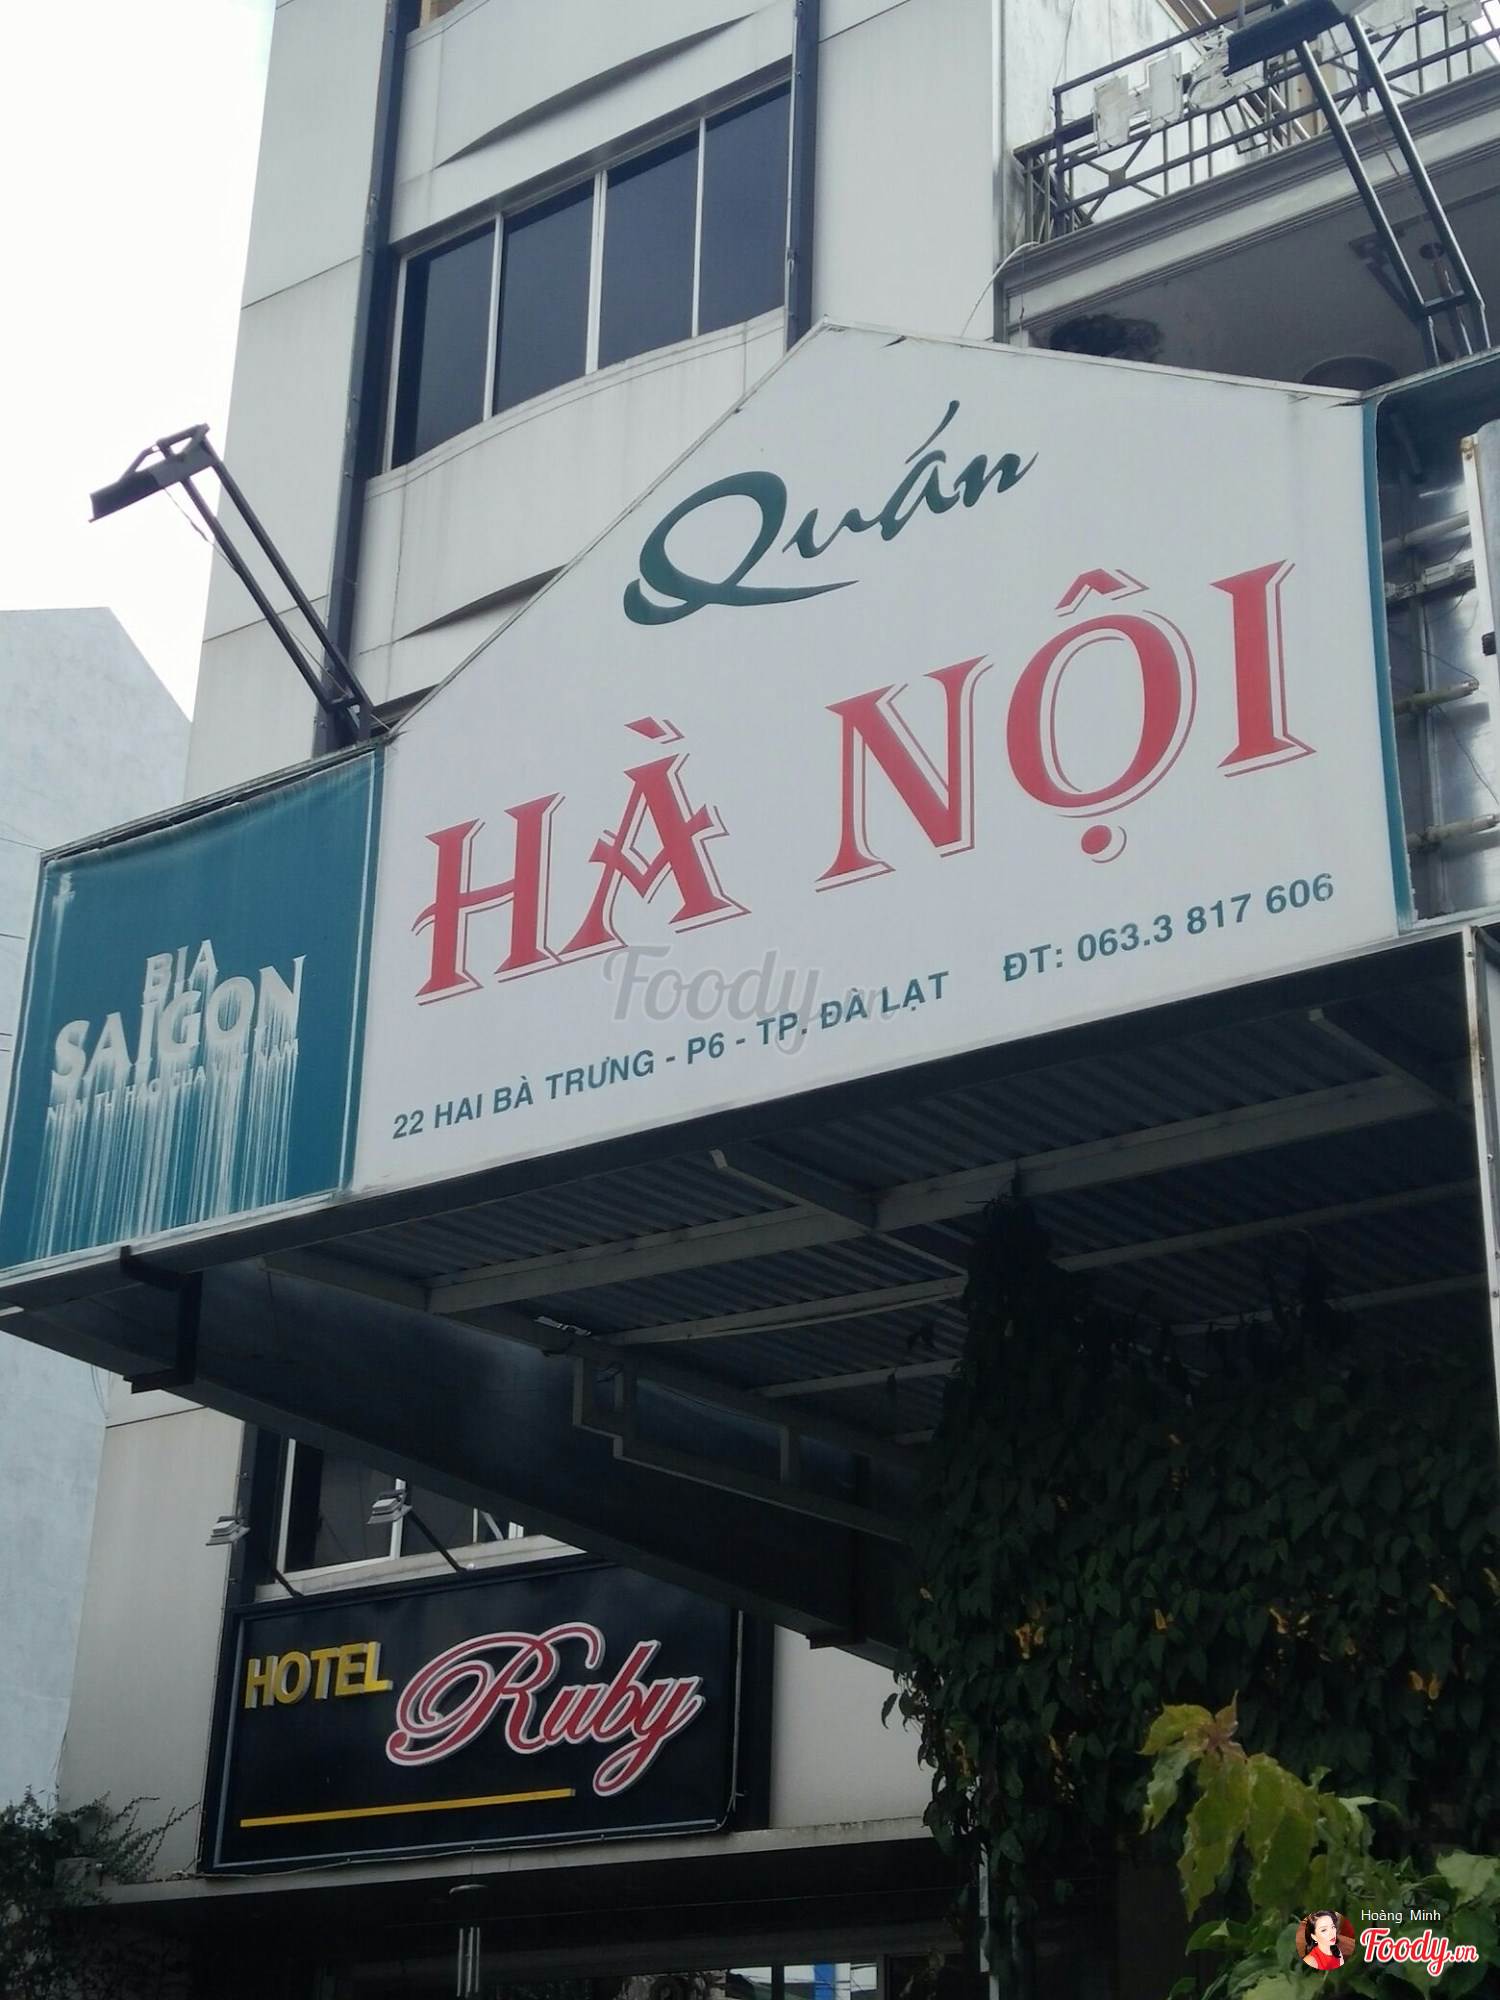 Quán
HÀ NỘI
22 HAI BÀ TRƯNG - P6 - TP. ĐÀ LẠT ĐT: 063.3 817 606
BIA
SAIGON
HOTEL Ruby
Foody.vn
Hoàng Minh
Foody.vn